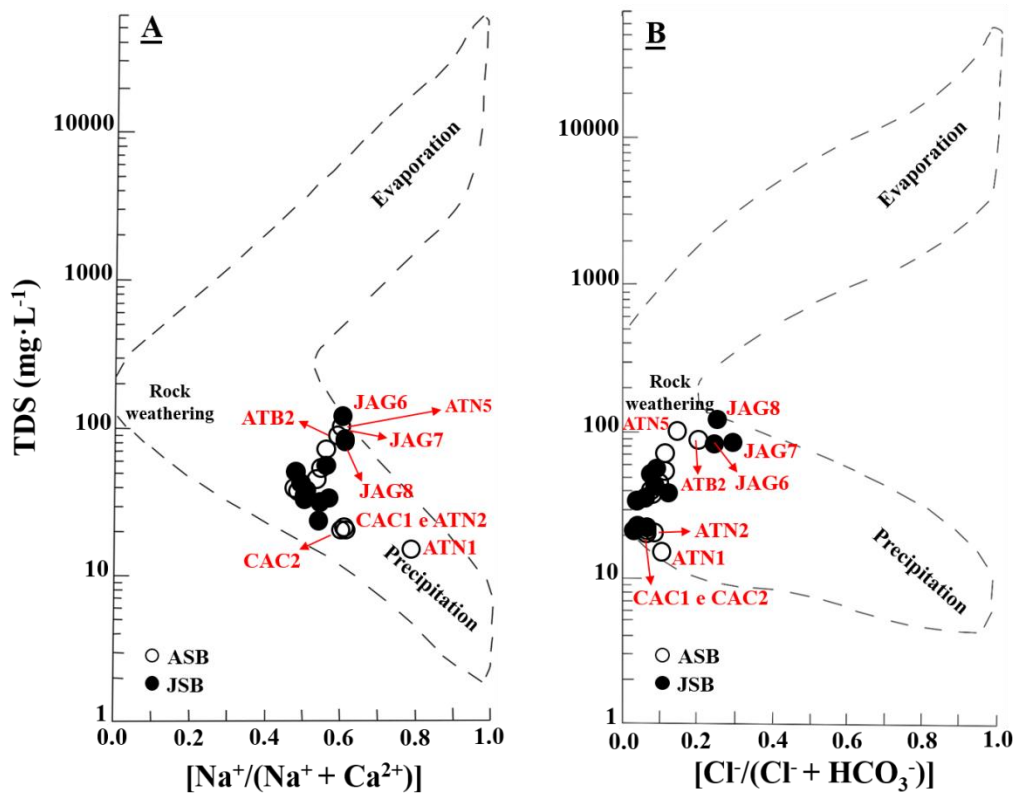 A
TDS (mg·L⁻¹)
10000
1000
100
10
1
Evaporation
Rock
weathering
JAG6
ATN5
ATB2
JAG7
JAG8
CAC1 e ATN2
CAC2
ATN1
Precipitation
ASB
JSB
0.0 0.2 0.4 0.6 0.8 1.0
[Na⁺/(Na⁺ + Ca²⁺)]
B
10000
1000
100
10
1
Evaporation
Rock
weathering
JAG8
ATN5
JAG7
ATB2
JAG6
ATN2
ATN1
CAC1 e CAC2
Precipitation
ASB
JSB
0.0 0.2 0.4 0.6 0.8 1.0
[Cl⁻/(Cl⁻ + HCO₃⁻)]